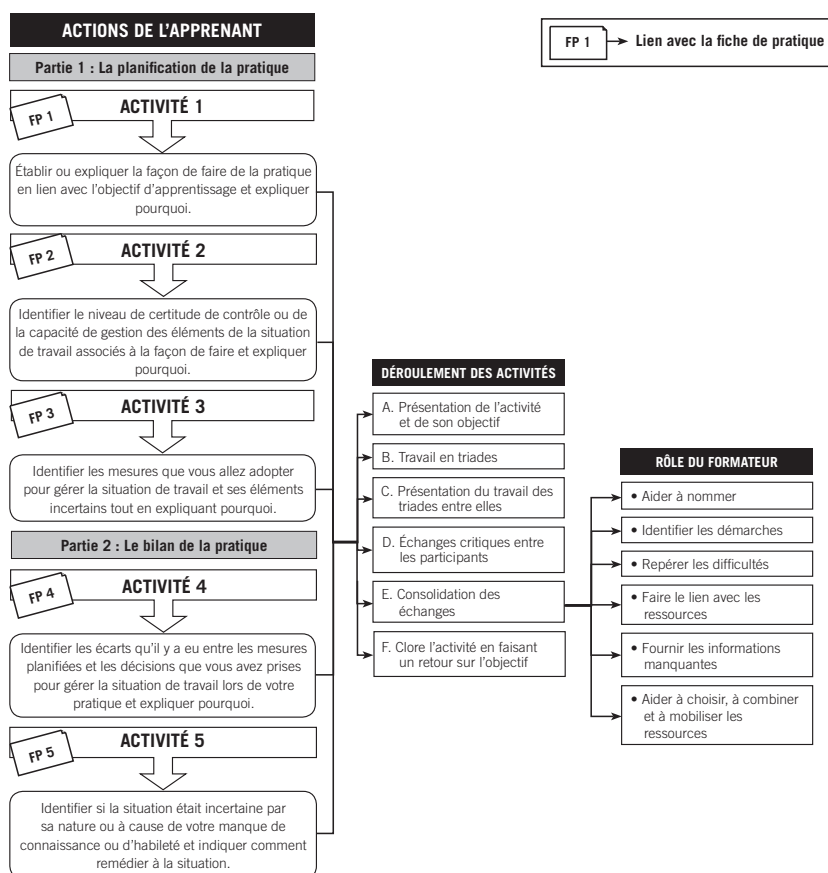 ACTIONS DE L'APPRENANT
Partie 1 : La planification de la pratique
FP 1
ACTIVITÉ 1
Établir ou expliquer la façon de faire de la pratique
en lien avec l'objectif d'apprentissage et expliquer
pourquoi.
FP 2
ACTIVITÉ 2
Identifier le niveau de certitude de contrôle ou de
la capacité de gestion des éléments de la situation
de travail associés à la façon de faire et expliquer
pourquoi.
FP 3
ACTIVITÉ 3
Identifier les mesures que vous allez adopter
pour gérer la situation de travail et ses éléments
incertains tout en expliquant pourquoi.
Partie 2 : Le bilan de la pratique
FP 4
ACTIVITÉ 4
Identifier les écarts qu'il y a eu entre les mesures
planifiées et les décisions que vous avez prises
pour gérer la situation de travail lors de votre
pratique et expliquer pourquoi.
FP 5
ACTIVITÉ 5
Identifier si la situation était incertaine par
sa nature ou à cause de votre manque de
connaissance ou d'habileté et indiquer comment
remédier à la situation.
FP 1
Lien avec la fiche de pratique
DÉROULEMENT DES ACTIVITÉS
A. Présentation de l'activité
et de son objectif
B. Travail en triades
C. Présentation du travail des
triades entre elles
D. Échanges critiques entre
les participants
E. Consolidation des
échanges
F. Clore l'activité en faisant
un retour sur l'objectif
RÔLE DU FORMATEUR
• Aider à nommer
• Identifier les démarches
• Repérer les difficultés
• Faire le lien avec les
ressources
• Fournir les informations
manquantes
• Aider à choisir, à combiner
et à mobiliser les
ressources